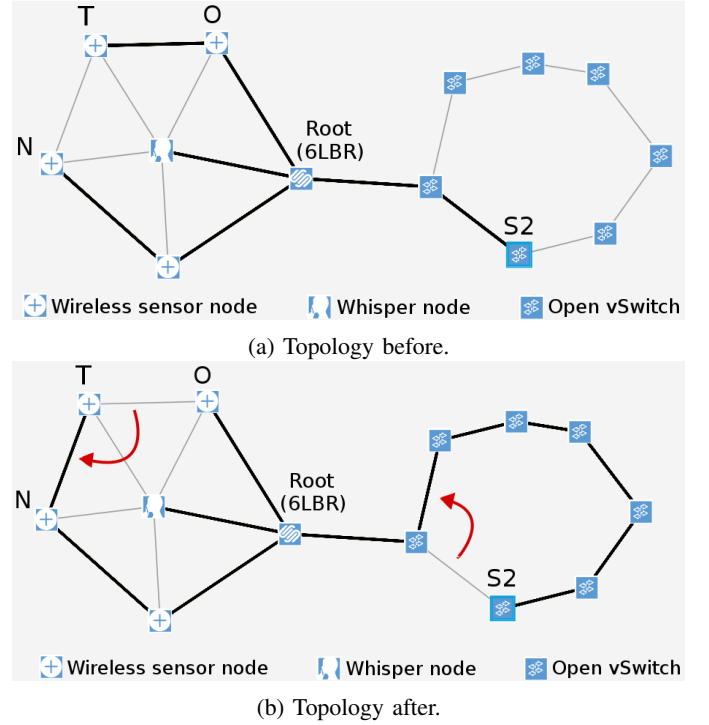 T
O
N
Root
(6LBR)
S2
Wireless sensor node
Whisper node
Open vSwitch
(a) Topology before.
T
O
N
Root
(6LBR)
S2
Wireless sensor node
Whisper node
Open vSwitch
(b) Topology after.